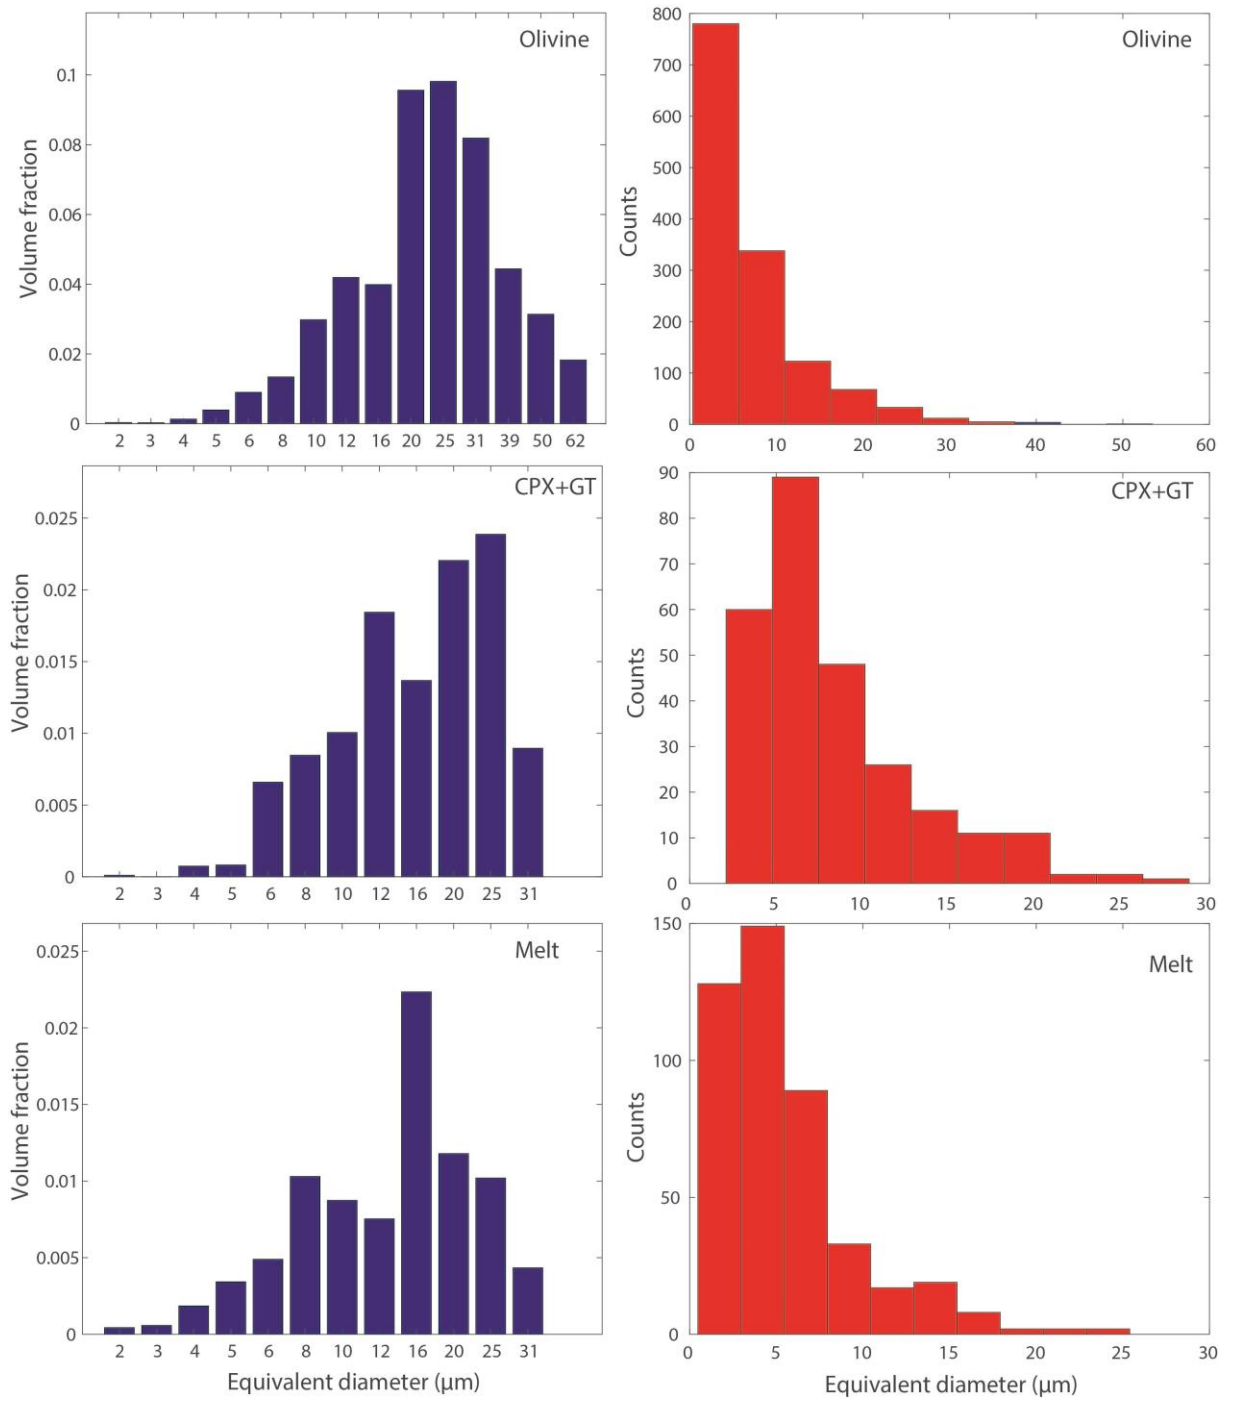 Olivine
Volume fraction
0.1
0.08
0.06
0.04
0.02
0
2 3 4 5 6 8 10 12 16 20 25 31 39 50 62
Olivine
Counts
800
700
600
500
400
300
200
100
0
0 10 20 30 40 50 60
CPX+GT
Volume fraction
0.025
0.02
0.015
0.01
0.005
0
2 3 4 5 6 8 10 12 16 20 25 31
CPX+GT
Counts
90
80
70
60
50
40
30
20
10
0
0 5 10 15 20 25 30
Melt
Volume fraction
0.025
0.02
0.015
0.01
0.005
0
2 3 4 5 6 8 10 12 16 20 25 31
Equivalent diameter (μm)
Melt
Counts
150
100
50
0
0 5 10 15 20 25 30
Equivalent diameter (μm)